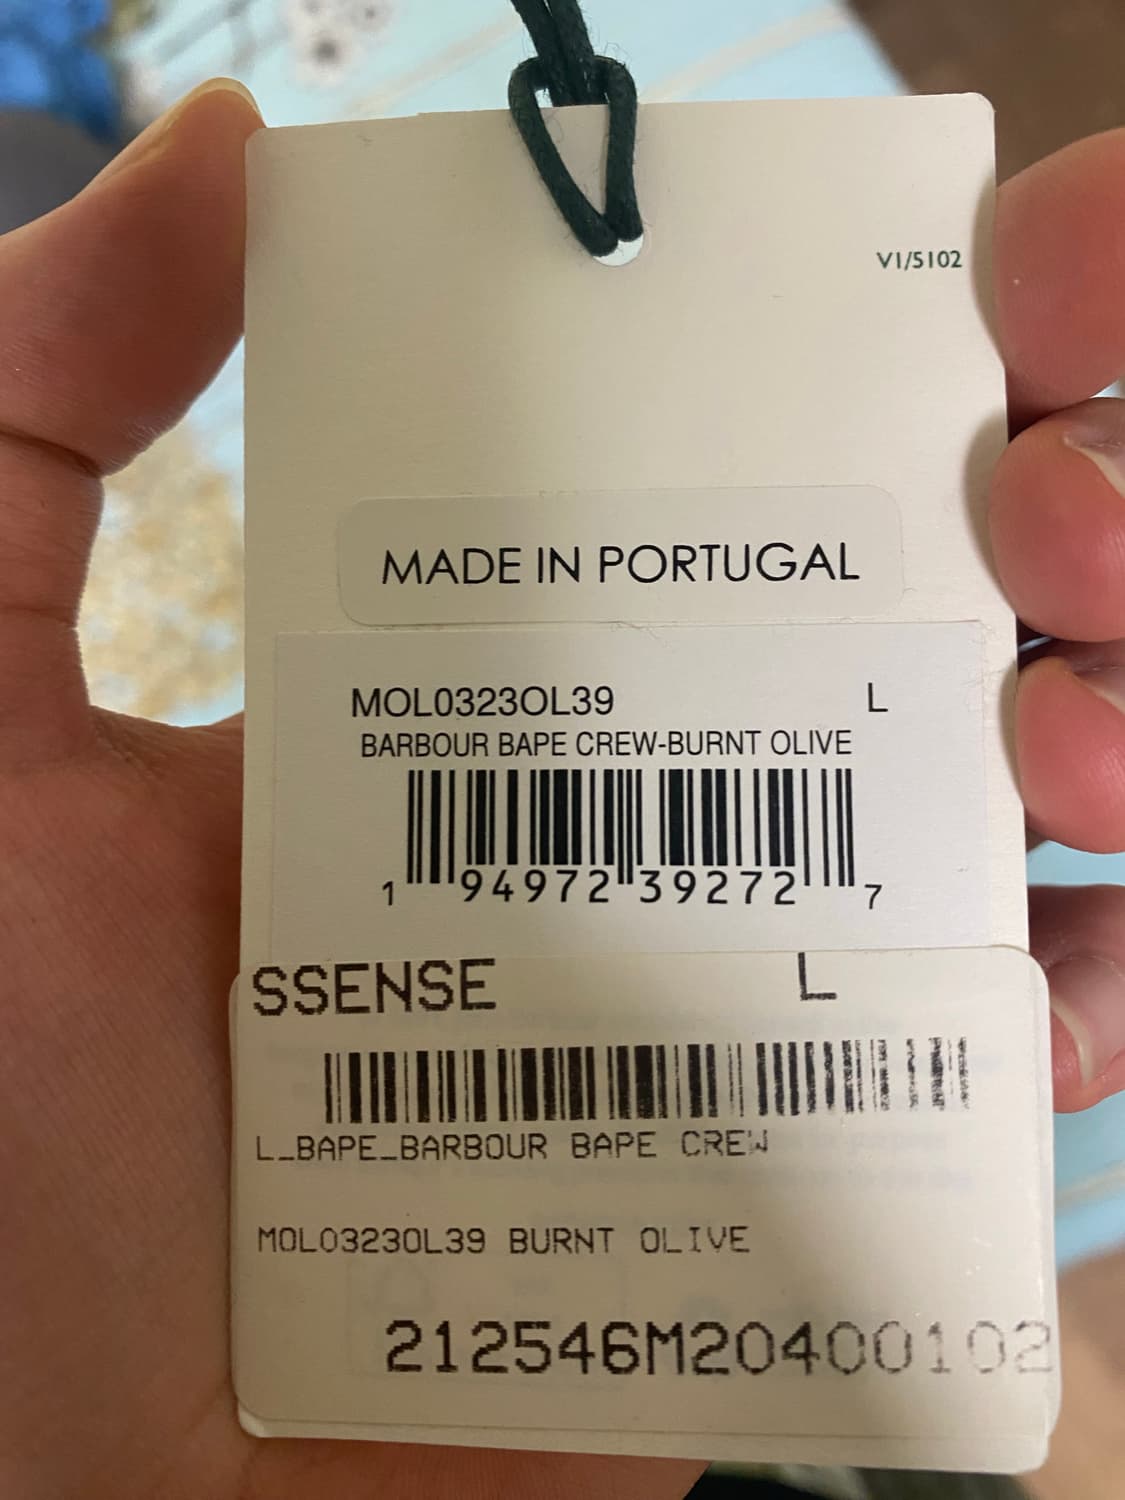 V1/5102
MADE IN PORTUGAL
MOL0323OL39 L
BARBOUR BAPE CREW-BURNT OLIVE
1 94972 39272 7
SSENSE L
L_BAPE_BARBOUR BAPE CREW
MOL0323OL39 BURNT OLIVE
212546M20400102